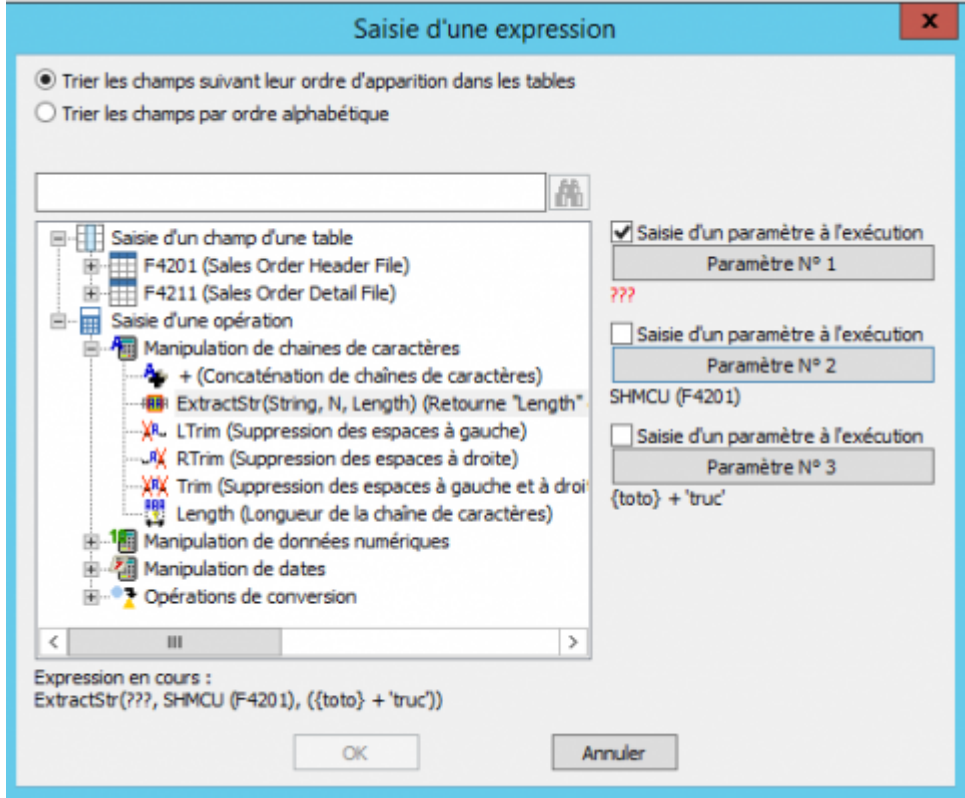 Saisie d'une expression
x
Trier les champs suivant leur ordre d'apparition dans les tables
Trier les champs par ordre alphabétique
Saisie d'un champ d'une table
F4201 (Sales Order Header File)
F4211 (Sales Order Detail File)
Saisie d'une opération
Manipulation de chaines de caractères
+ (Concaténation de chaînes de caractères)
ExtractStr(String, N, Length) (Retourne "Length"
LTrim (Suppression des espaces à gauche)
RTrim (Suppression des espaces à droite)
Trim (Suppression des espaces à gauche et à droi
Length (Longueur de la chaîne de caractères)
Manipulation de données numériques
Manipulation de dates
Opérations de conversion
Saisie d'un paramètre à l'exécution
Paramètre N° 1
???
Saisie d'un paramètre à l'exécution
Paramètre N° 2
SHMCU (F4201)
Saisie d'un paramètre à l'exécution
Paramètre N° 3
{toto} + 'truc'
Expression en cours :
ExtractStr(???, SHMCU (F4201), ({toto} + 'truc'))
OK
Annuler